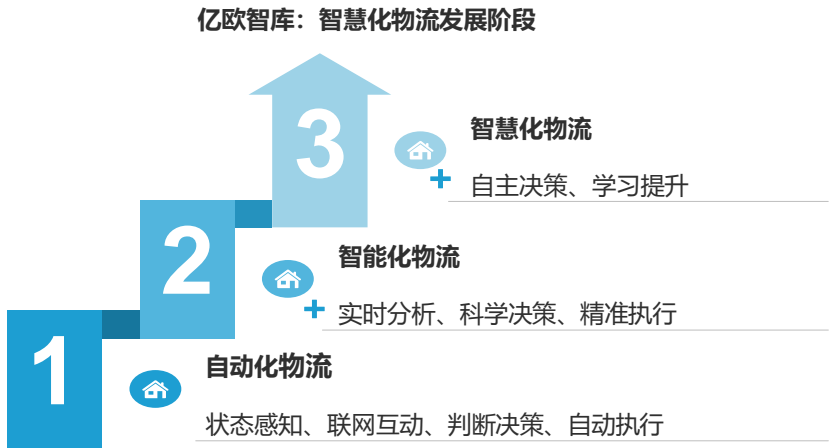 亿欧智库：智慧化物流发展阶段
3
智慧化物流
+ 自主决策、学习提升
2
智能化物流
+ 实时分析、科学决策、精准执行
1
自动化物流
状态感知、联网互动、判断决策、自动执行